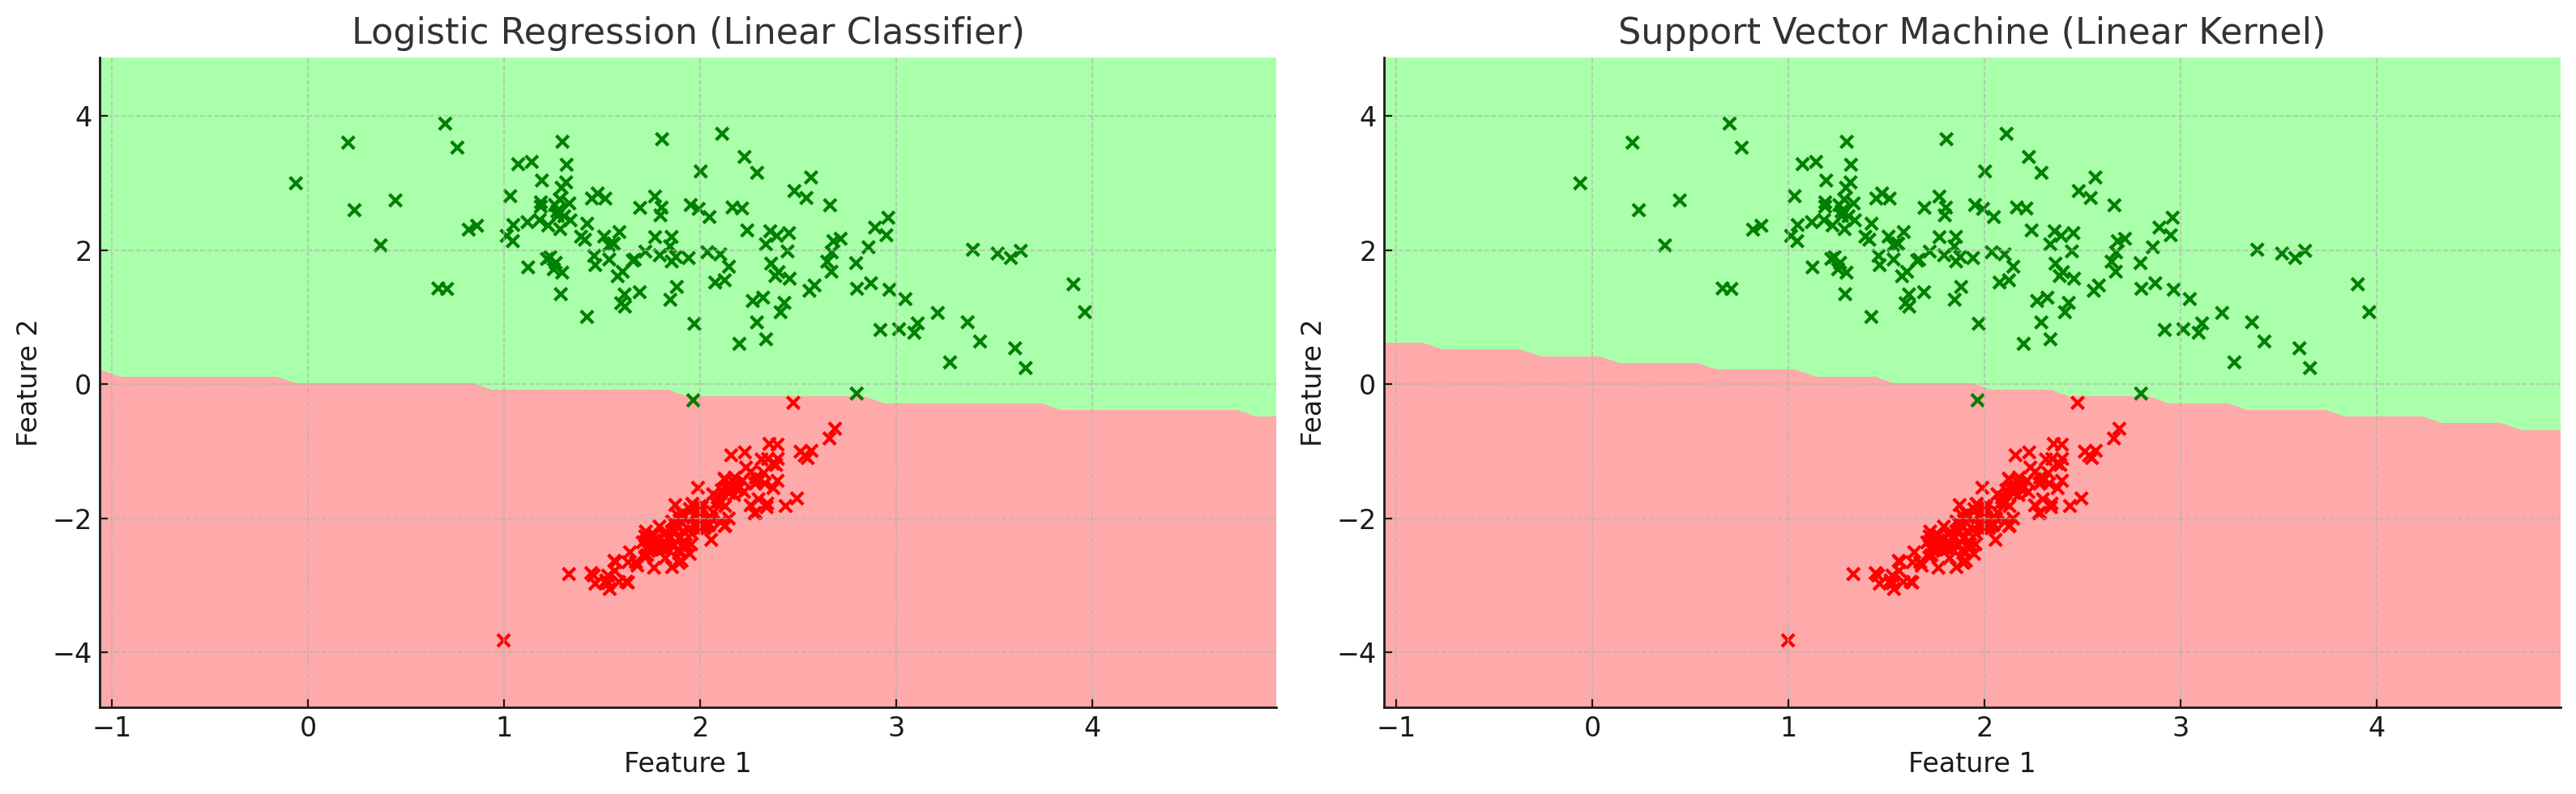 Logistic Regression (Linear Classifier)
4
2
0
−2
−4
Feature 2
−1 0 1 2 3 4
Feature 1
Support Vector Machine (Linear Kernel)
4
2
0
−2
−4
Feature 2
−1 0 1 2 3 4
Feature 1